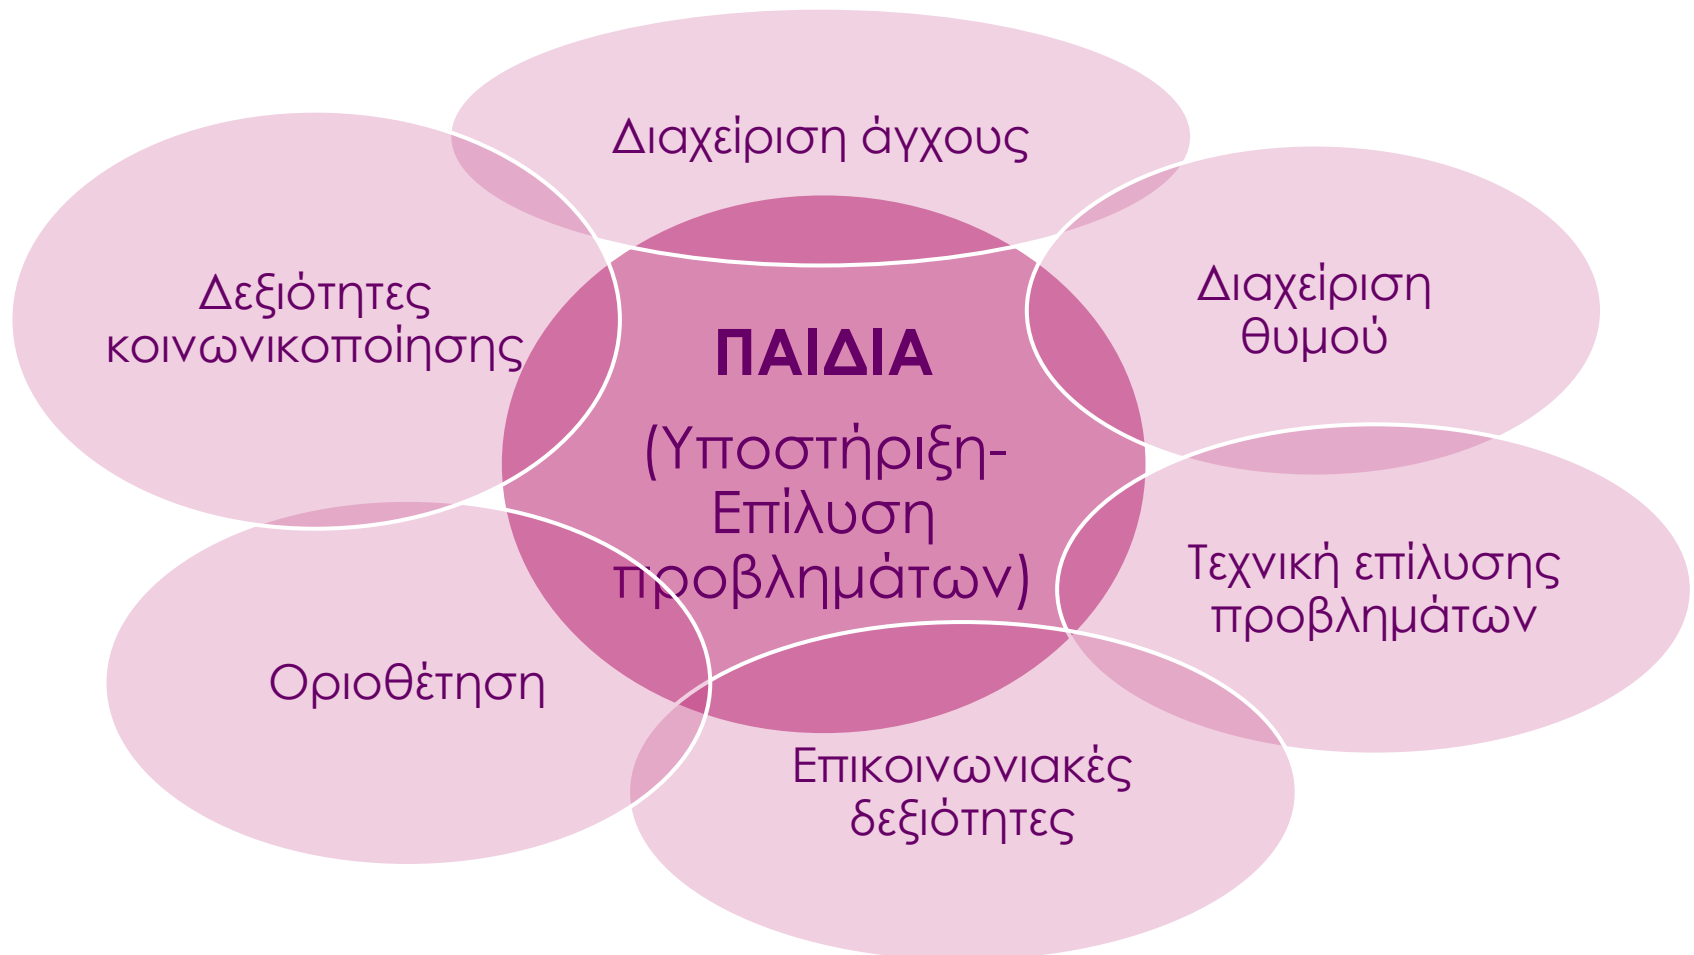 Διαχείριση άγχους
Διαχείριση
θυμού
Τεχνική επίλυσης
προβλημάτων
Επικοινωνιακές
δεξιότητες
Οριοθέτηση
Δεξιότητες
κοινωνικοποίησης
ΠΑΙΔΙΑ
(Υποστήριξη-
Επίλυση
προβλημάτων)